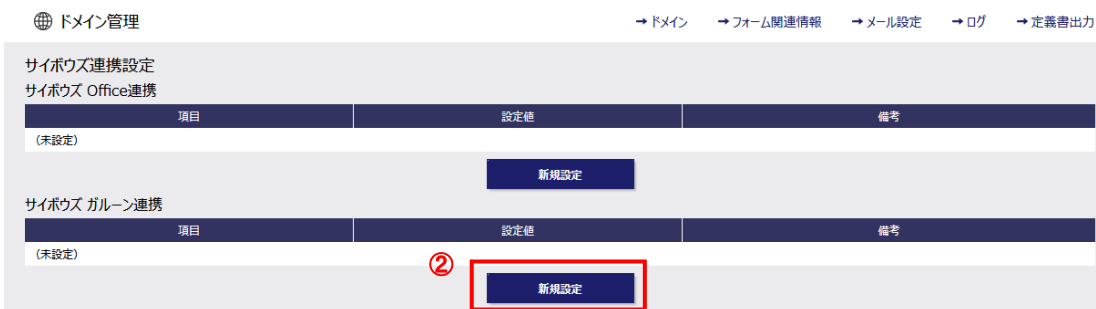 ドメイン管理 → ドメイン → フォーム関連情報 → メール設定 → ログ → 定義書出力
サイボウズ連携設定
サイボウズ Office連携
項目 設定値 備考
（未設定）
新規設定
サイボウズ ガルーン連携
項目 設定値 備考
（未設定）
②
新規設定